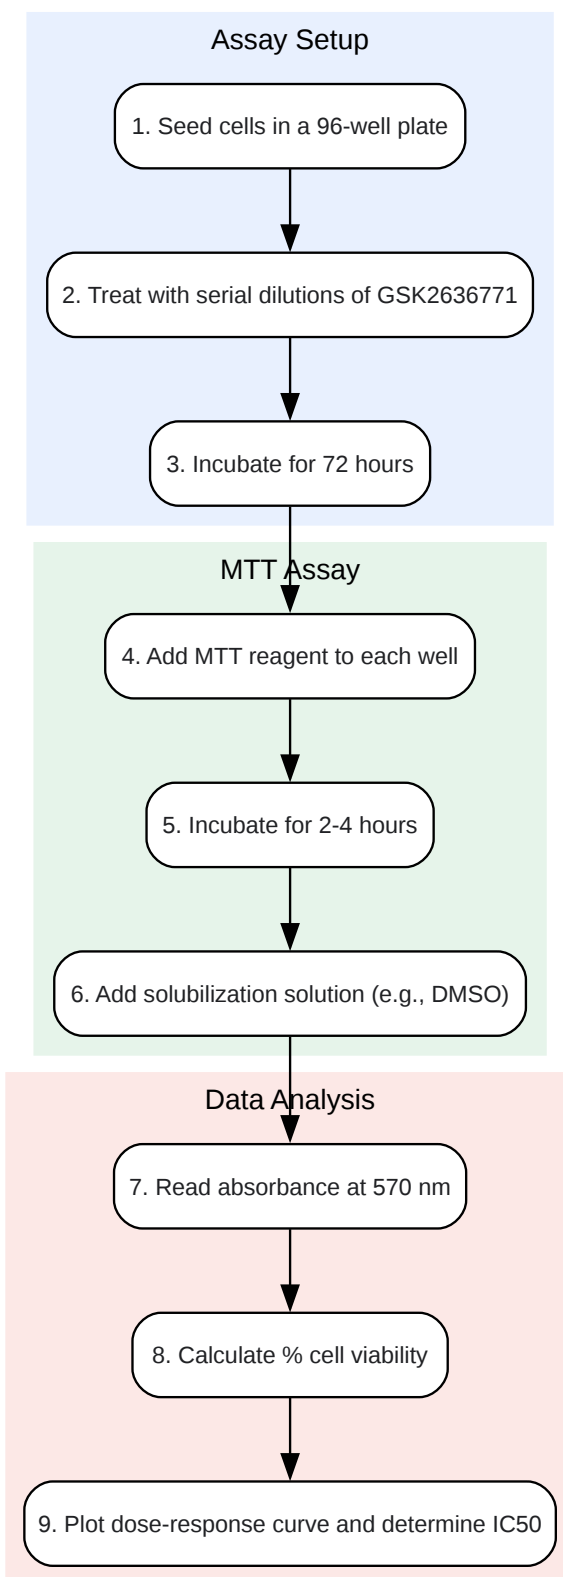 Assay Setup
1. Seed cells in a 96-well plate
2. Treat with serial dilutions of GSK2636771
3. Incubate for 72 hours
MTT Assay
4. Add MTT reagent to each well
5. Incubate for 2-4 hours
6. Add solubilization solution (e.g., DMSO)
Data Analysis
7. Read absorbance at 570 nm
8. Calculate % cell viability
9. Plot dose-response curve and determine IC50